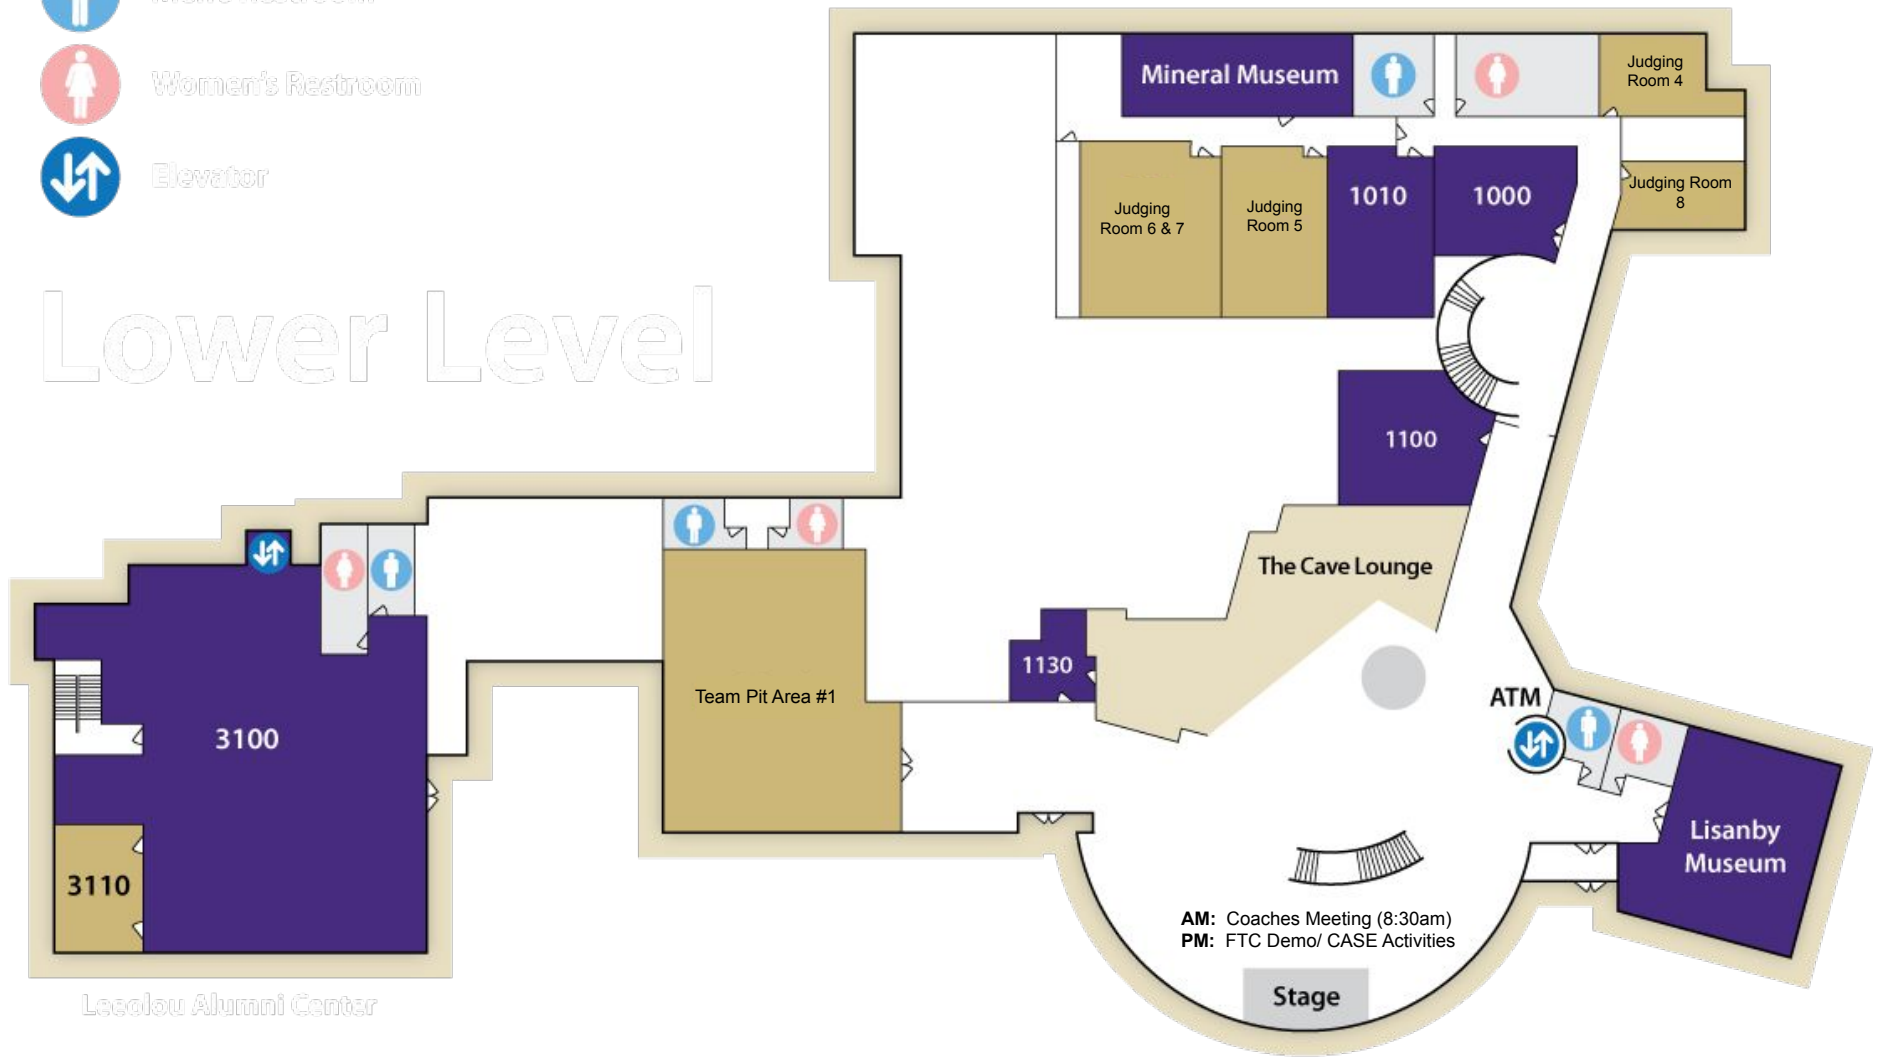 Men's Restroom
Women's Restroom
Elevator
Lower Level
Mineral Museum
Judging
Room 4
Judging Room
8
Judging
Room 6 & 7
Judging
Room 5
1010
1000
1100
The Cave Lounge
1130
Team Pit Area #1
ATM
3100
3110
Lisanby
Museum
AM: Coaches Meeting (8:30am)
PM: FTC Demo/ CASE Activities
Stage
Leeolou Alumni Center